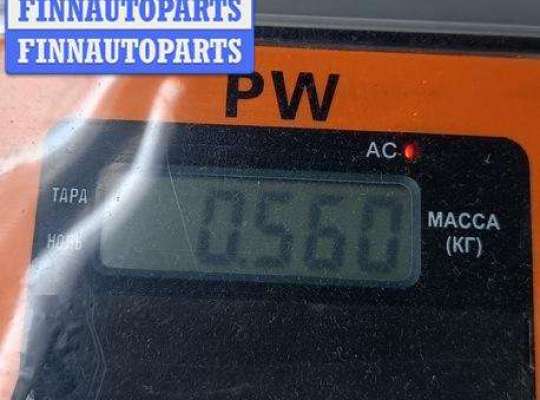 FINNAUTOPARTS
FINNAUTOPARTS
PW
AC
ТАРА
НОЛЬ
0.560
МАССА
(КГ)